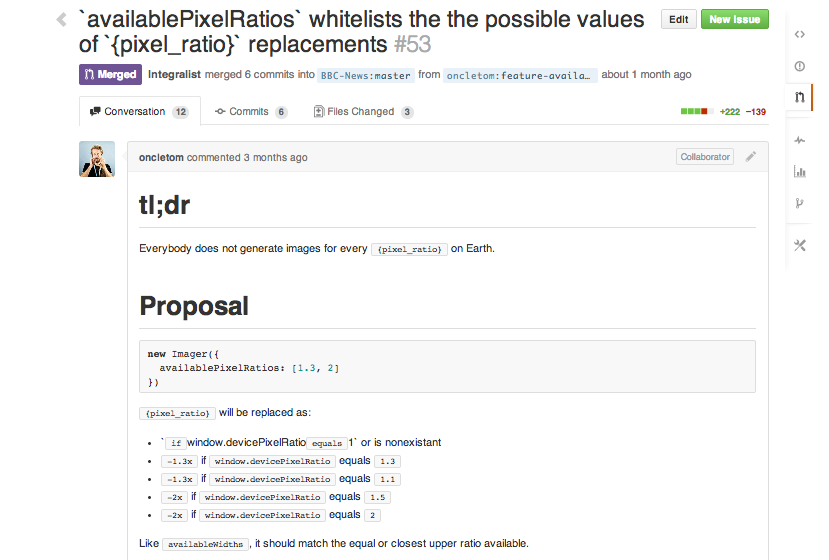 `availablePixelRatios` whitelists the the possible values
of `{pixel_ratio}` replacements #53
Edit
New Issue
Merged Integralist merged 6 commits into BBC-News:master from oncletom:feature-availa… about 1 month ago
Conversation 12 Commits 6 Files Changed 3 +222 −139
oncletom commented 3 months ago Collaborator
tl;dr
Everybody does not generate images for every {pixel_ratio} on Earth.
Proposal
new Imager({
availablePixelRatios: [1.3, 2]
})
{pixel_ratio} will be replaced as:
• ` if window.devicePixelRatio equals 1` or is nonexistant
• -1.3x if window.devicePixelRatio equals 1.3
• -1.3x if window.devicePixelRatio equals 1.1
• -2x if window.devicePixelRatio equals 1.5
• -2x if window.devicePixelRatio equals 2
Like availableWidths, it should match the equal or closest upper ratio available.